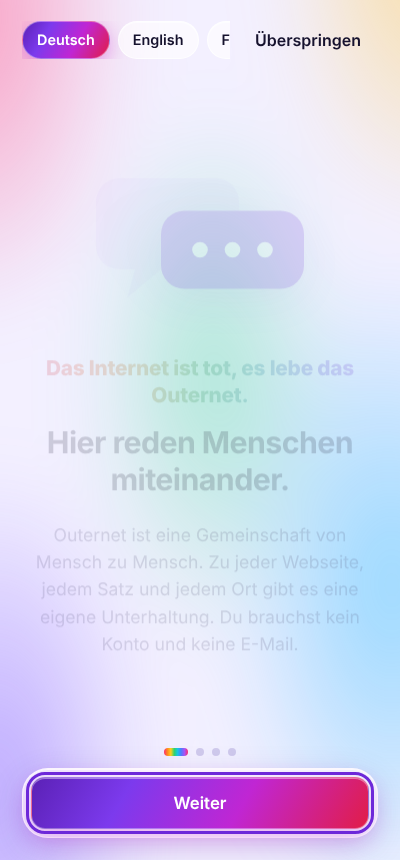 Deutsch English F Überspringen
Das Internet ist tot, es lebe das
Outernet.
Hier reden Menschen
miteinander.
Outernet ist eine Gemeinschaft von
Mensch zu Mensch. Zu jeder Webseite,
jedem Satz und jedem Ort gibt es eine
eigene Unterhaltung. Du brauchst kein
Konto und keine E-Mail.
Weiter